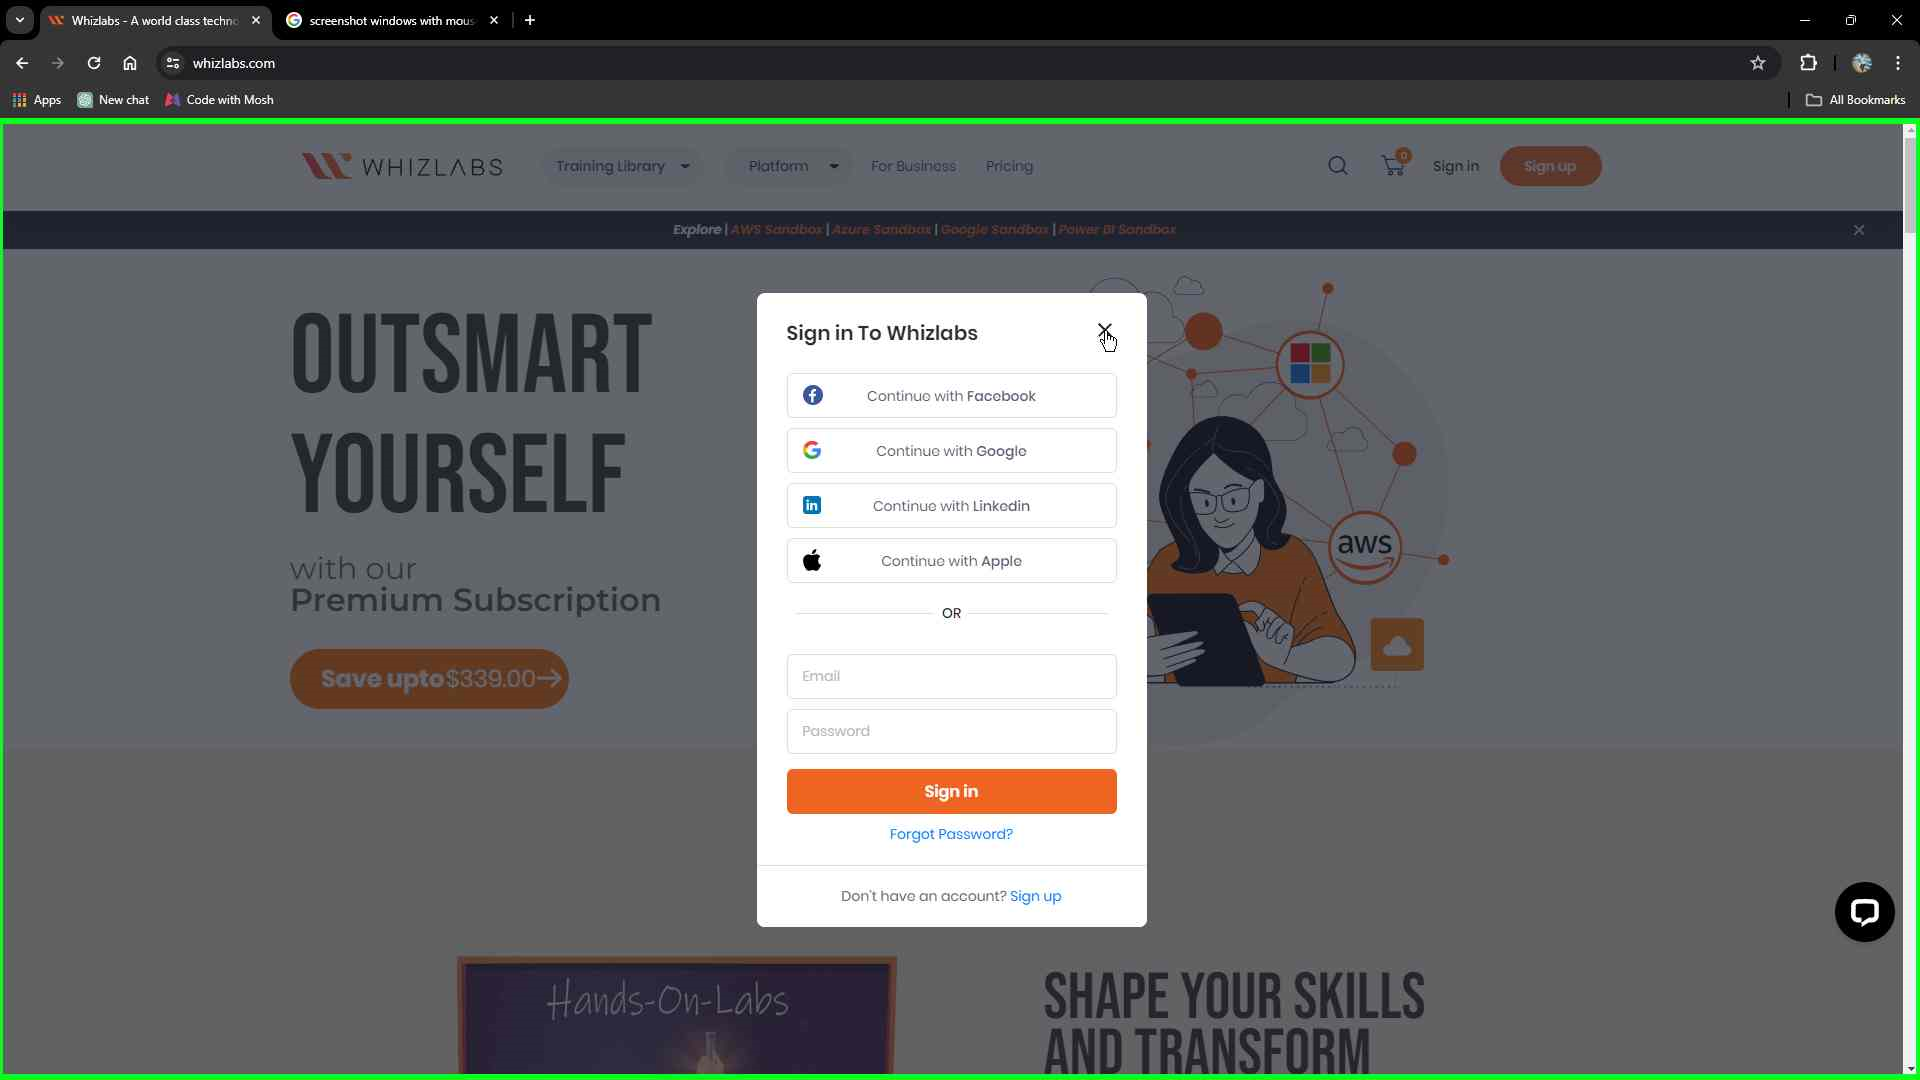 Whizlabs - A world class techno
screenshot windows with mous
whizlabs.com
Apps
New chat
Code with Mosh
All Bookmarks
WHIZLABS
Training Library
Platform
For Business
Pricing
0
Sign in
Sign up
Explore | AWS Sandbox | Azure Sandbox | Google Sandbox | Power BI Sandbox
OUTSMART
YOURSELF
with our
Premium Subscription
Save upto $339.00
Sign in To Whizlabs
Continue with Facebook
Continue with Google
in
Continue with Linkedin
Continue with Apple
OR
Email
Password
Sign in
Forgot Password?
Don't have an account? Sign up
aws
Hands-On-Labs
SHAPE YOUR SKILLS
AND TRANSFORM